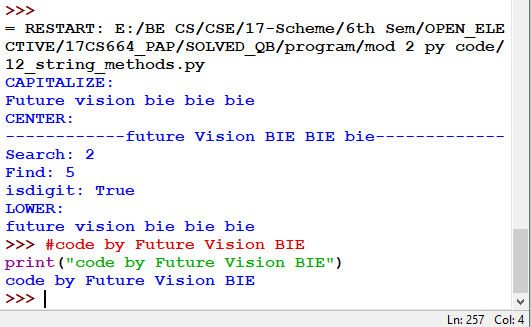 >>>
= RESTART: E:/BE CS/CSE/17-Scheme/6th Sem/OPEN_ELE
CTIVE/17CS664_PAP/SOLVED_QB/program/mod 2 py code/
12_string_methods.py
CAPITALIZE:
Future vision bie bie bie
CENTER:
------------future Vision BIE BIE bie-------------
Search: 2
Find: 5
isdigit: True
LOWER:
future vision bie bie bie
>>> #code by Future Vision BIE
print("code by Future Vision BIE")
code by Future Vision BIE
>>>
Ln: 257 Col: 4